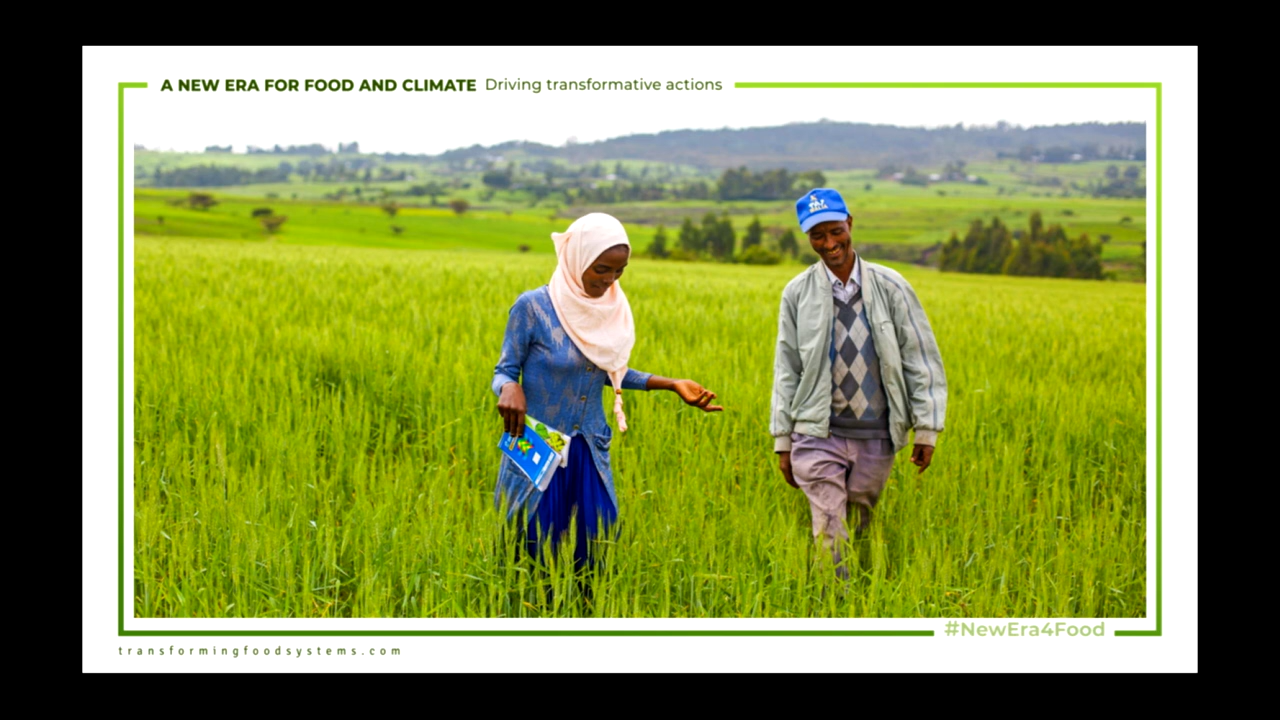 A NEW ERA FOR FOOD AND CLIMATE Driving transformative actions
#NewEra4Food
transformingfoodsystems.com